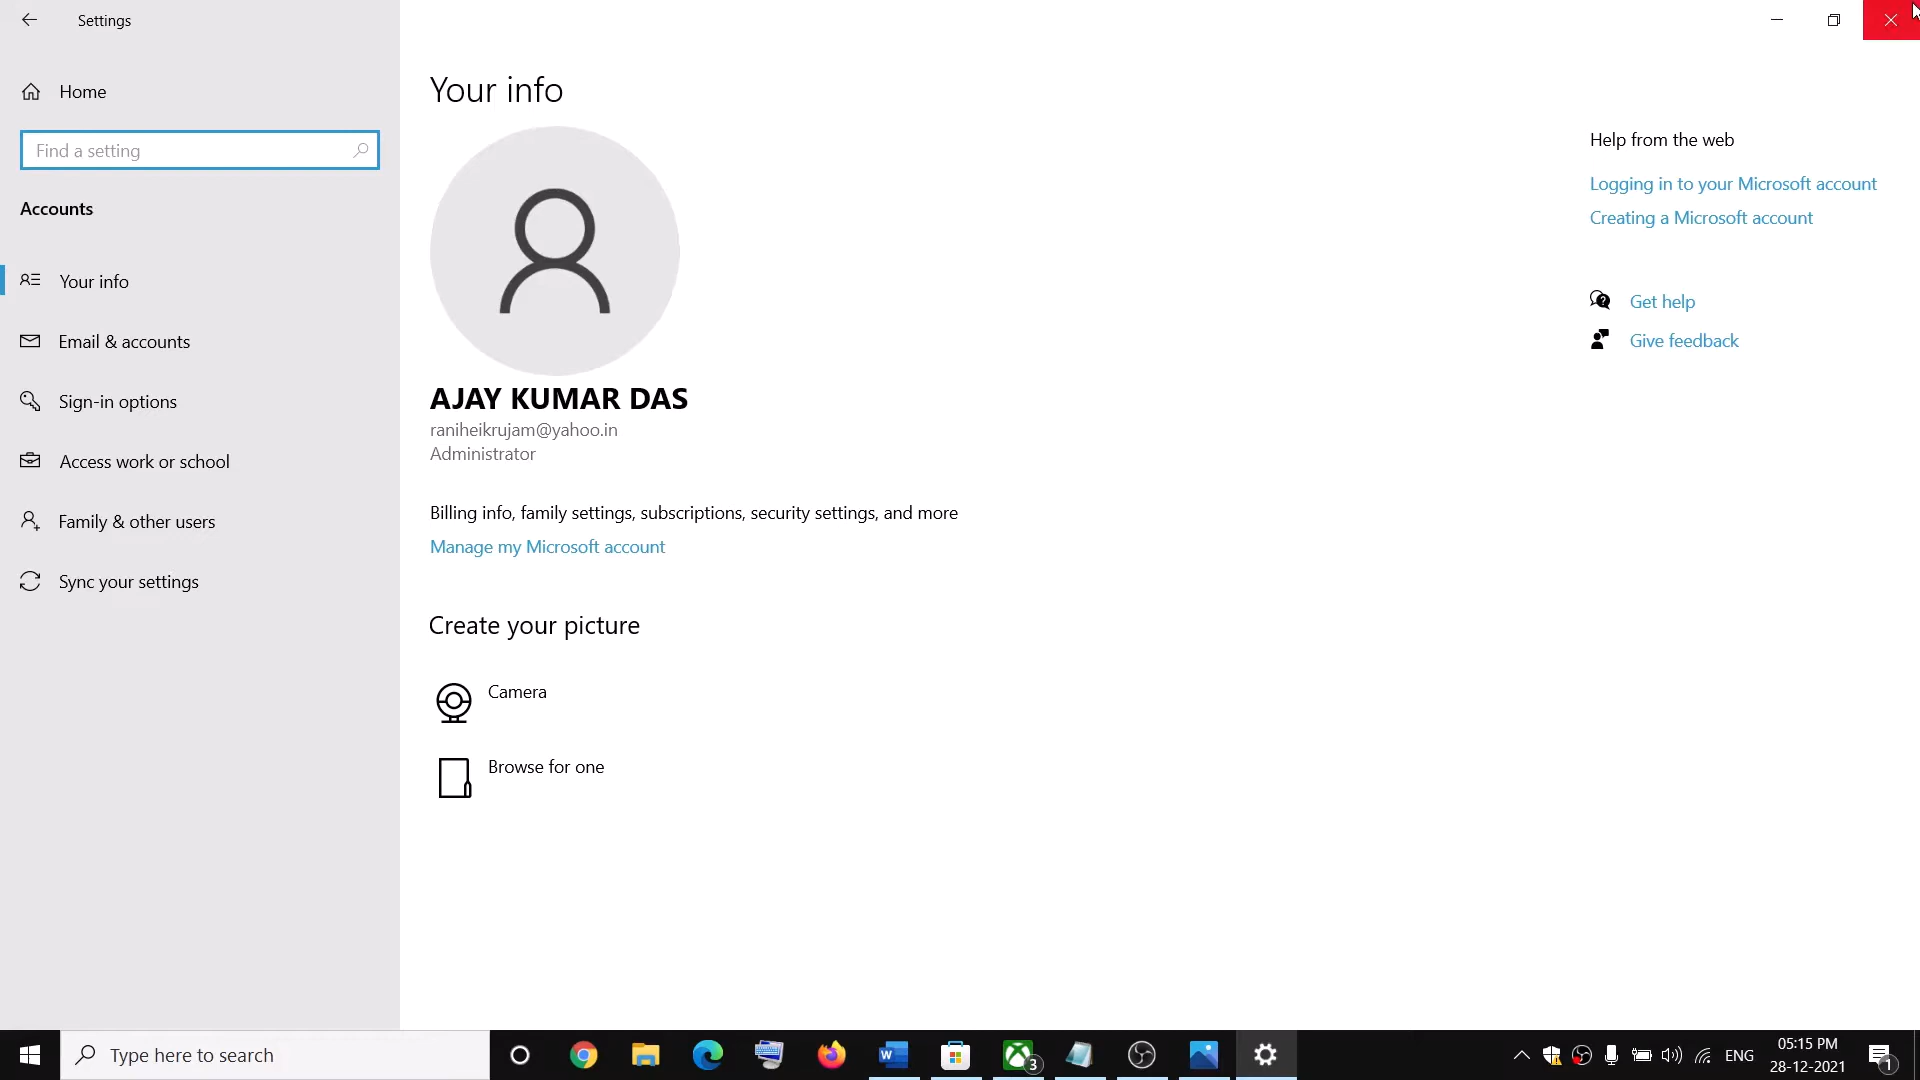 Settings
Home
Find a setting
Accounts
Your info
Email & accounts
Sign-in options
Access work or school
Family & other users
Sync your settings
Your info
AJAY KUMAR DAS
raniheikrujam@yahoo.in
Administrator
Billing info, family settings, subscriptions, security settings, and more
Manage my Microsoft account
Create your picture
Camera
Browse for one
Help from the web
Logging in to your Microsoft account
Creating a Microsoft account
Get help
Give feedback
Type here to search
W
3
ENG
05:15 PM
28-12-2021
1